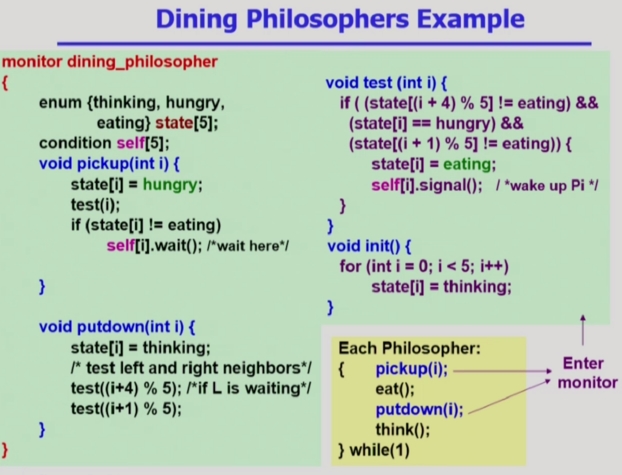 Dining Philosophers Example
monitor dining_philosopher
{
enum {thinking, hungry,
eating} state[5];
condition self[5];
void pickup(int i) {
state[i] = hungry;
test(i);
if (state[i] != eating)
self[i].wait(); /*wait here*/
}
void putdown(int i) {
state[i] = thinking;
/* test left and right neighbors*/
test((i+4) % 5); /*if L is waiting*/
test((i+1) % 5);
}
}
void test (int i) {
if ( (state[(i + 4) % 5] != eating) &&
(state[i] == hungry) &&
(state[(i + 1) % 5] != eating)) {
state[i] = eating;
self[i].signal(); / *wake up Pi */
}
}
void init() {
for (int i = 0; i < 5; i++)
state[i] = thinking;
}
Each Philosopher:
{ pickup(i);
eat();
putdown(i);
think();
} while(1)
Enter
monitor